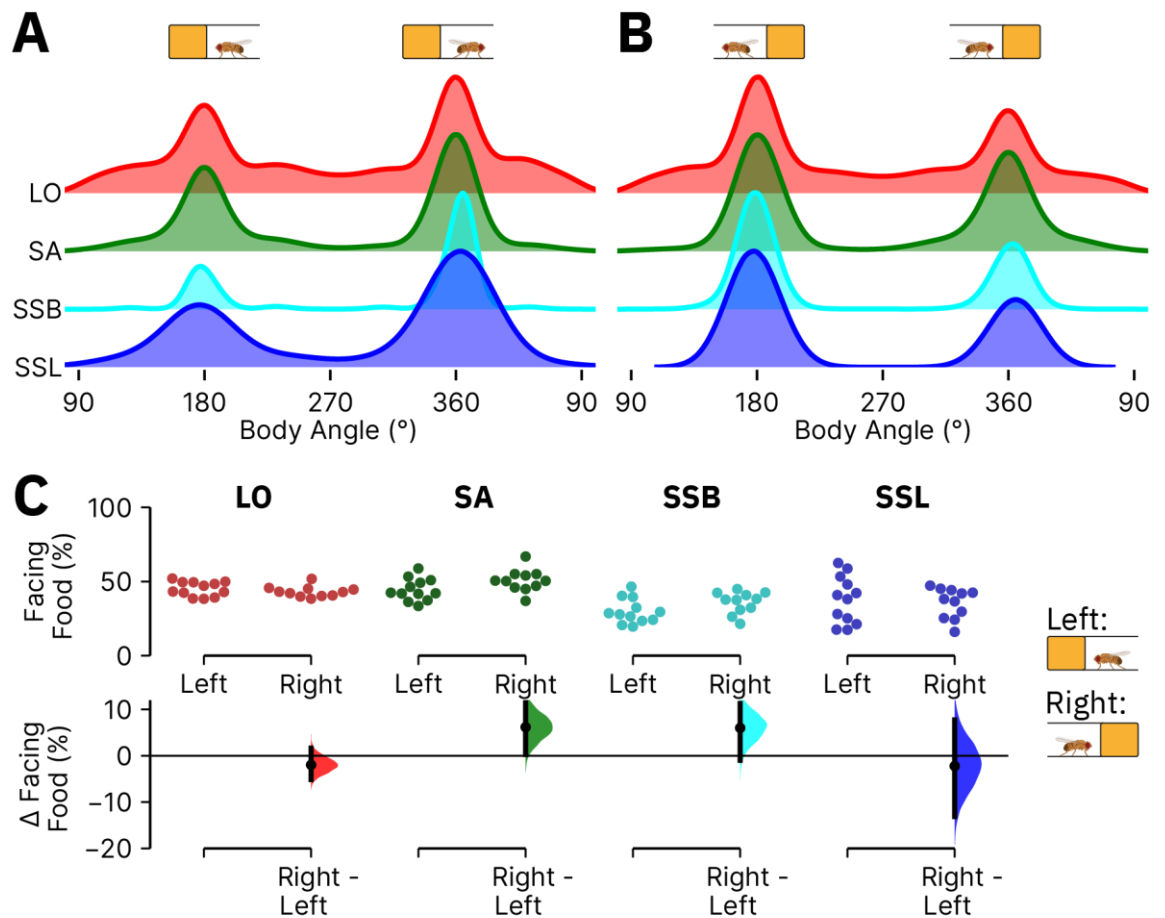 A
B
LO
SA
SSB
SSL
90 180 270 360 90
90 180 270 360 90
Body Angle (°)
Body Angle (°)
C
LO SA SSB SSL
100
50
0
Facing
Food (%)
Left Right Left Right Left Right Left Right
Left:
Right:
10
0
−10
−20
Δ Facing
Food (%)
Right -
Left
Right -
Left
Right -
Left
Right -
Left